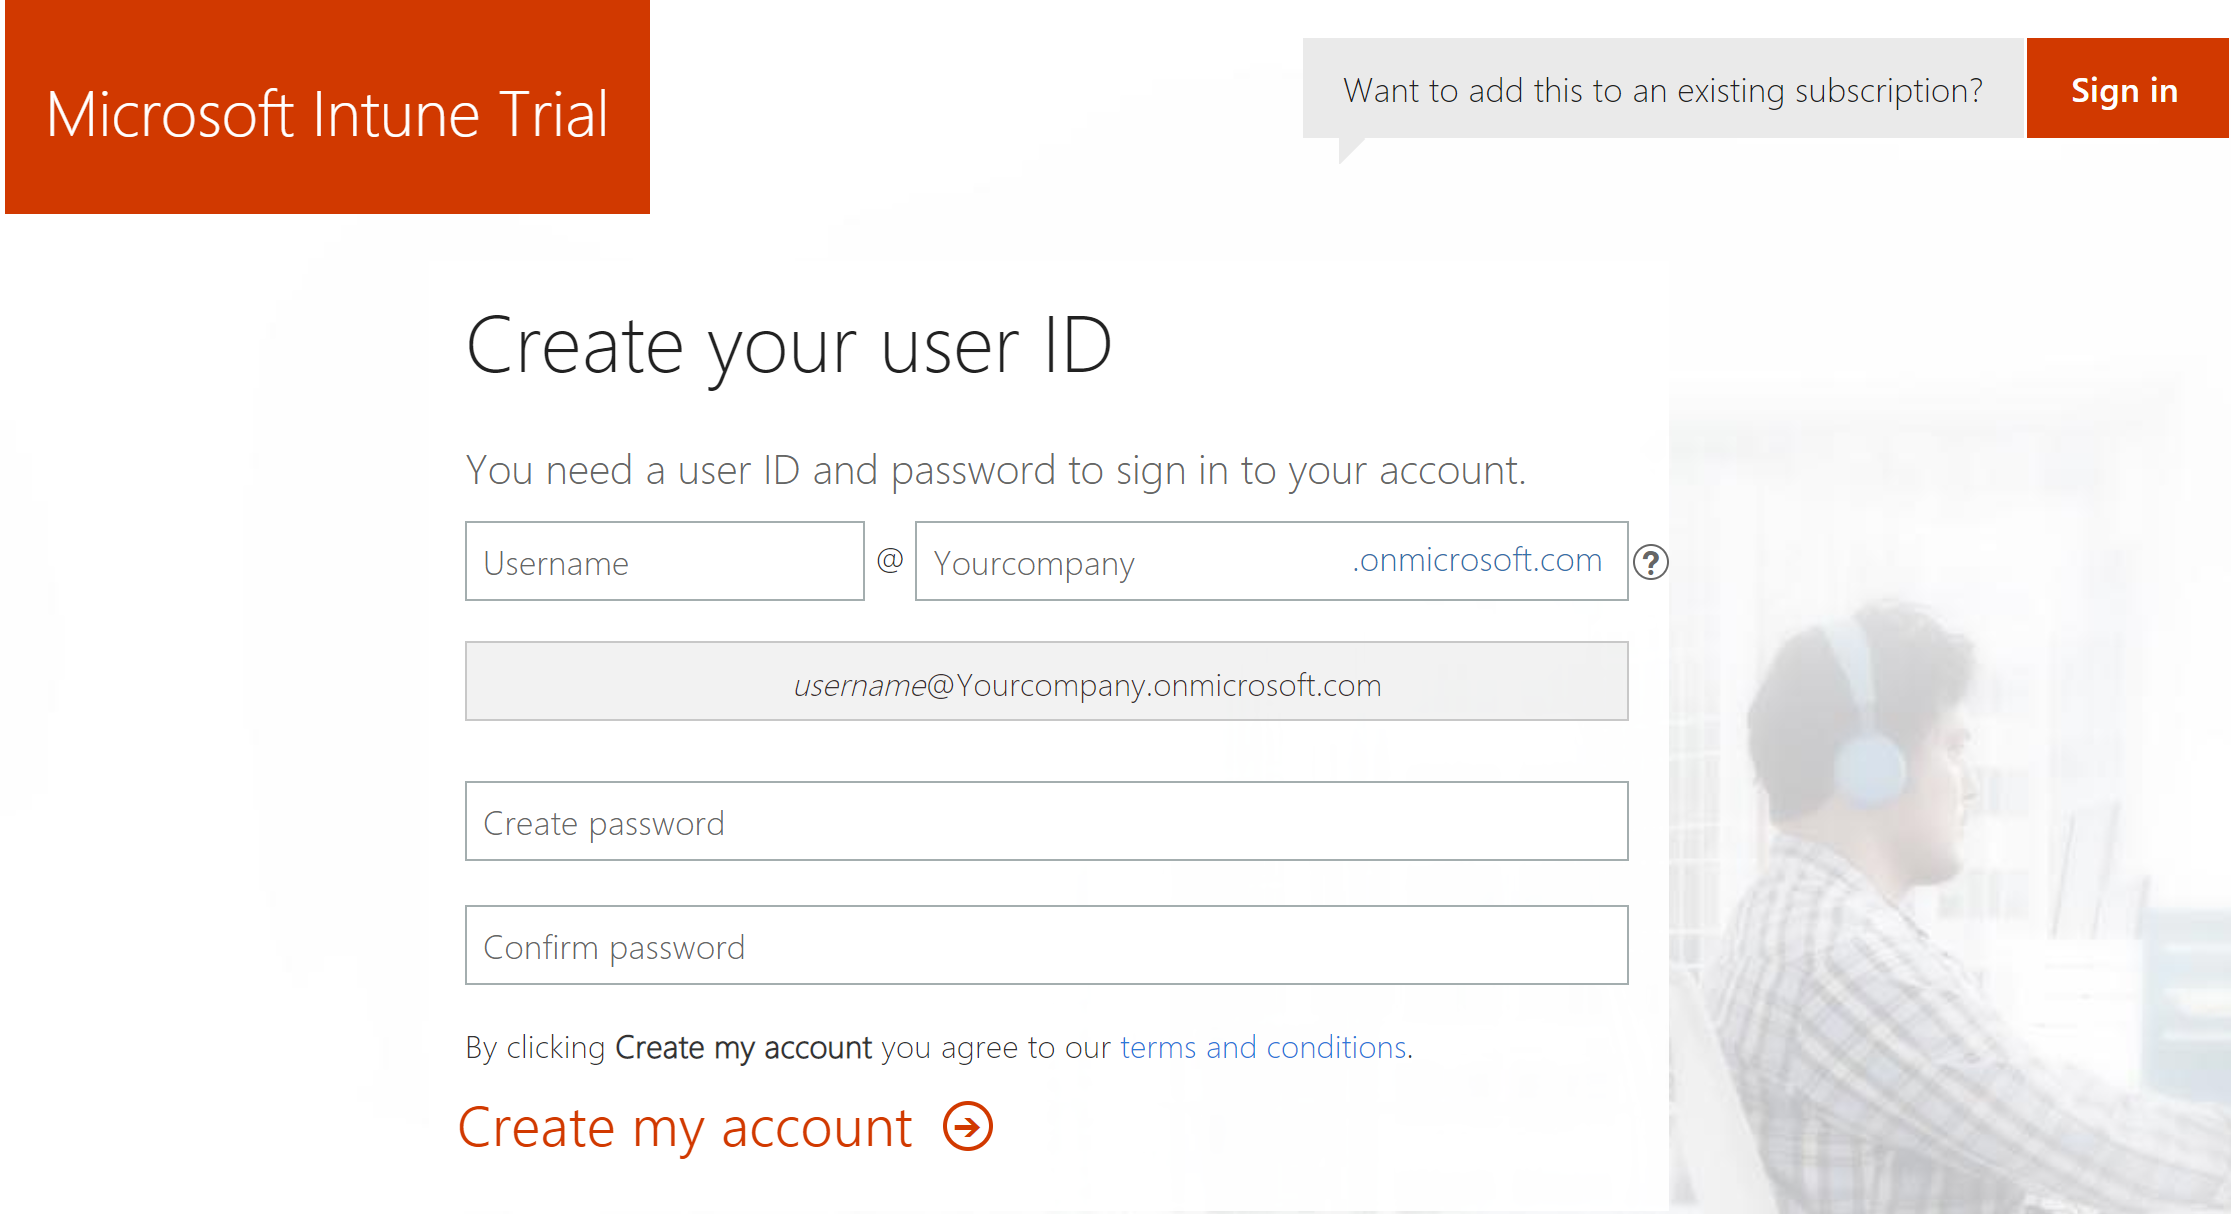 Microsoft Intune Trial
Want to add this to an existing subscription?
Sign in
Create your user ID
You need a user ID and password to sign in to your account.
Username @ Yourcompany .onmicrosoft.com ?
username@Yourcompany.onmicrosoft.com
Create password
Confirm password
By clicking Create my account you agree to our terms and conditions.
Create my account